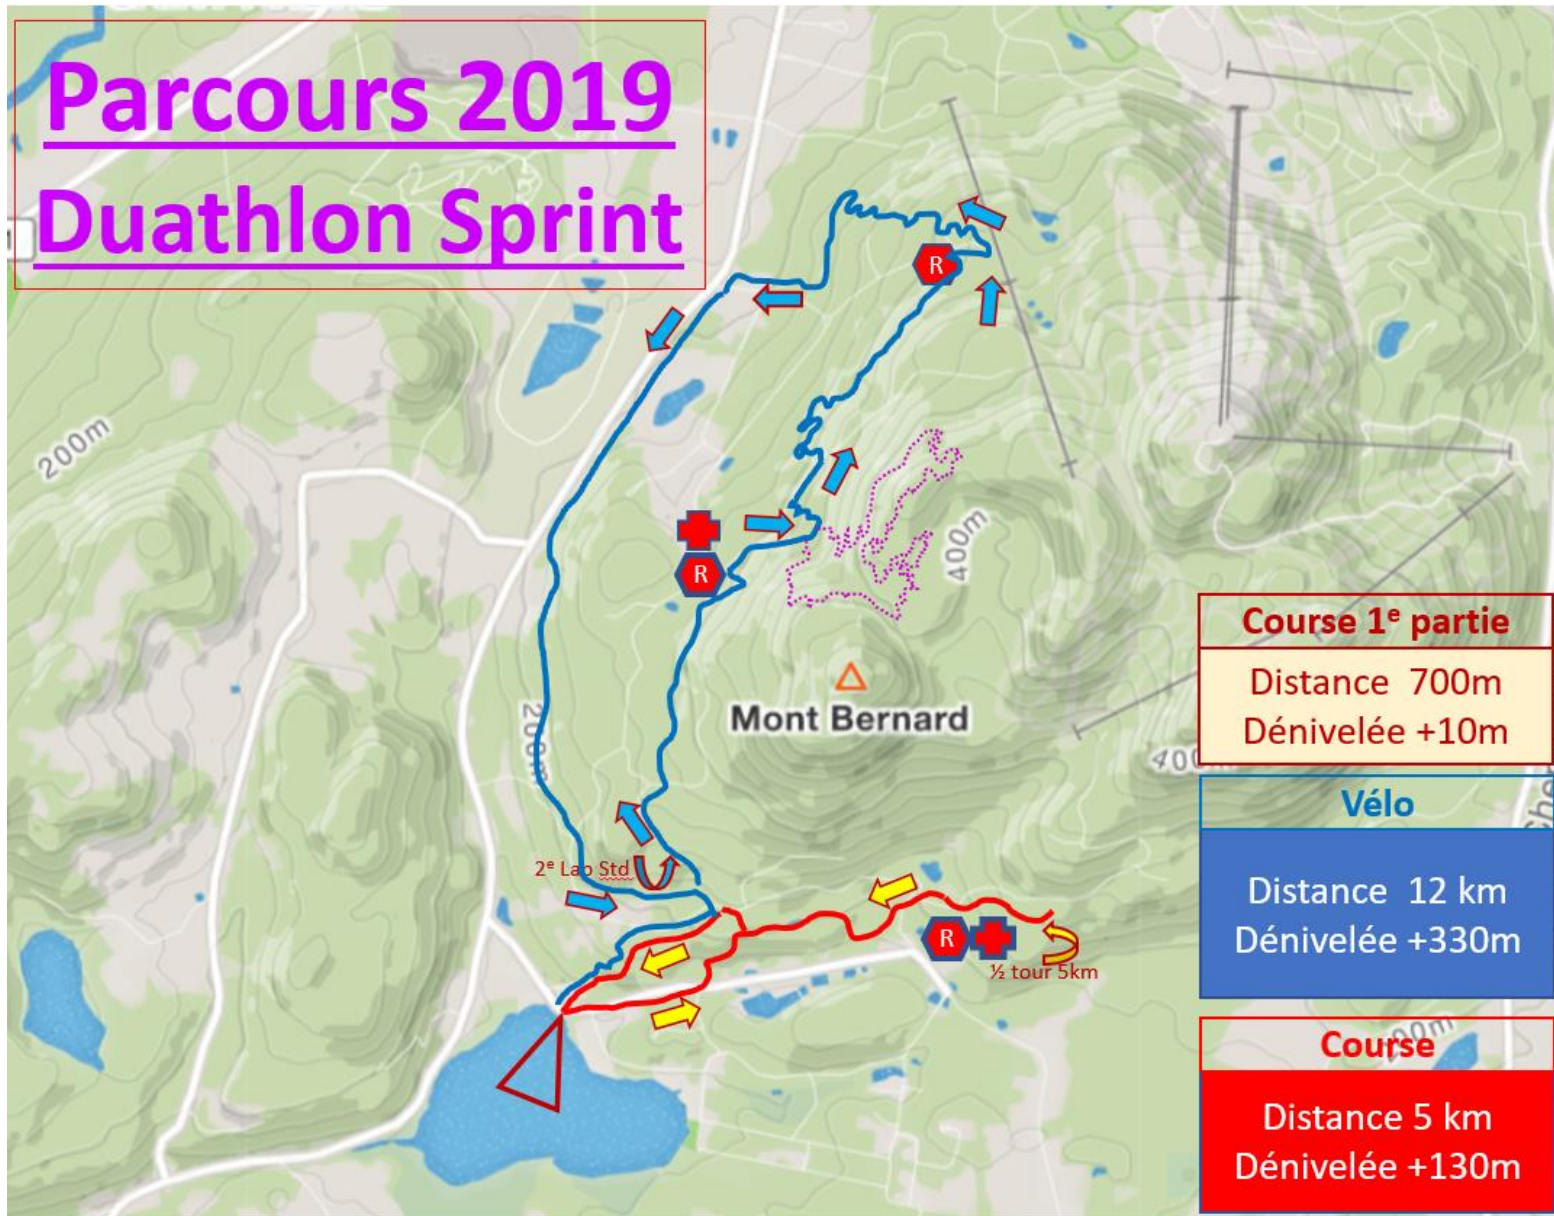 Parcours 2019
Duathlon Sprint
R
200m
400m
R
Course 1e partie
Distance 700m
Dénivelée +10m
Mont Bernard
200m
Vélo
2e Lap Std
Distance 12 km
Dénivelée +330m
R
½ tour 5km
Course
Distance 5 km
Dénivelée +130m